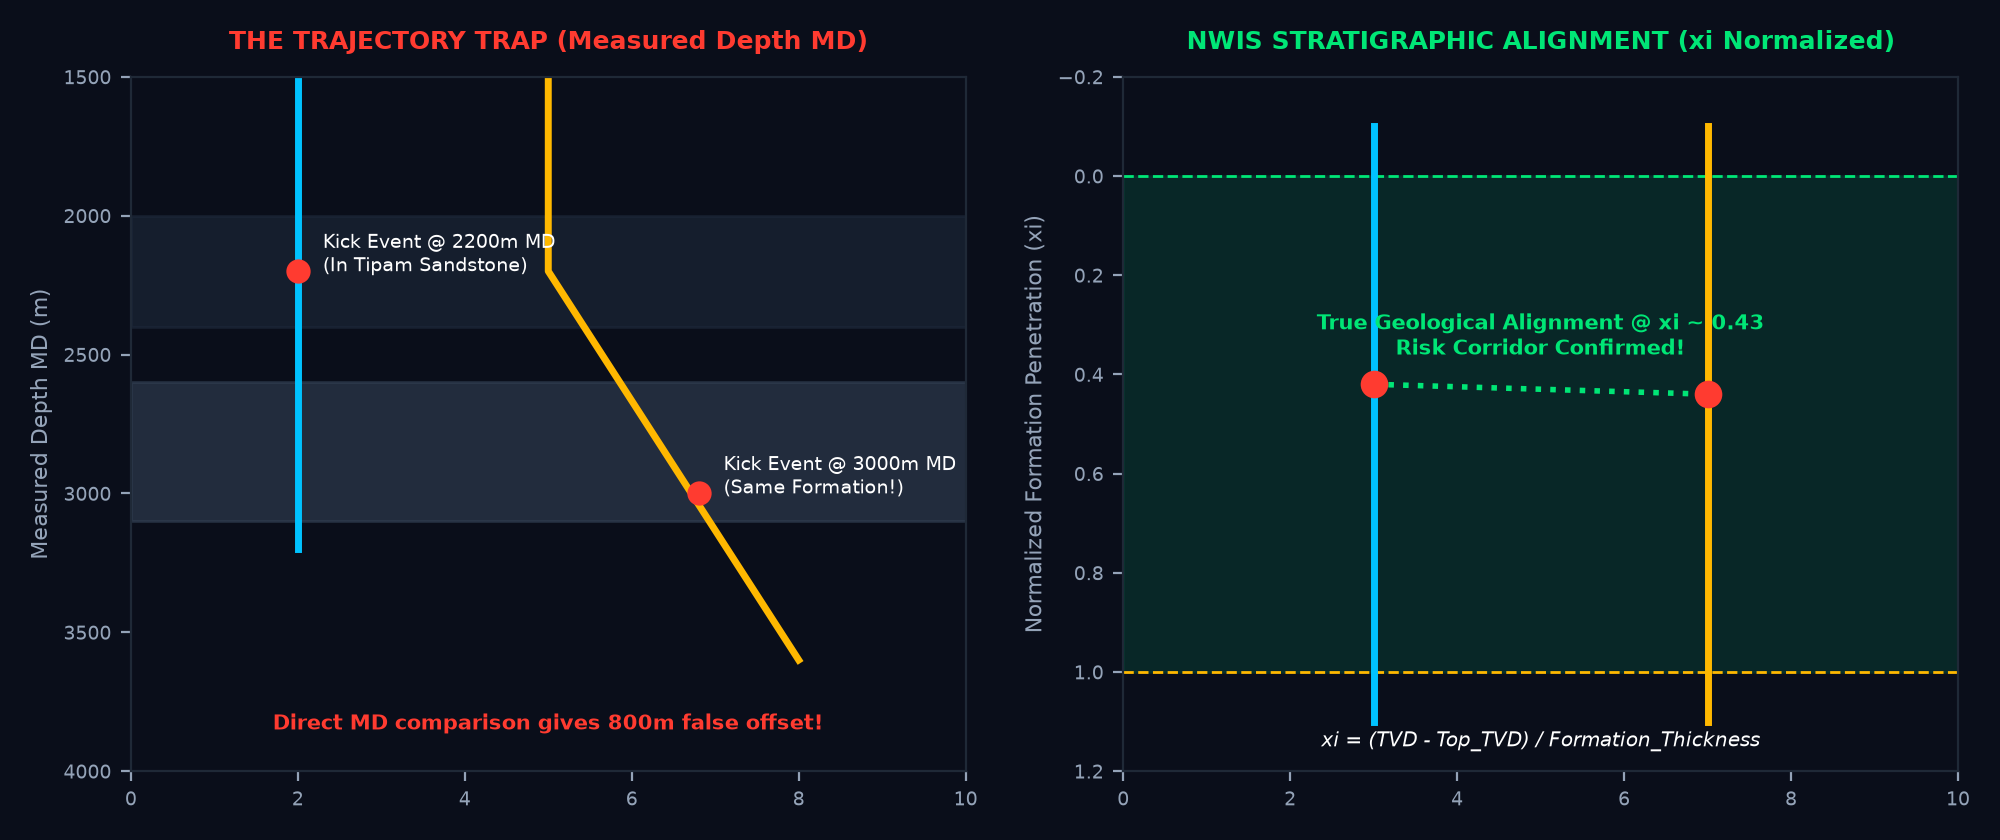 THE TRAJECTORY TRAP (Measured Depth MD)
1500
2000
2500
3000
3500
4000
Measured Depth MD (m)
Kick Event @ 2200m MD
(In Tipam Sandstone)
Kick Event @ 3000m MD
(Same Formation!)
Direct MD comparison gives 800m false offset!
0 2 4 6 8 10
NWIS STRATIGRAPHIC ALIGNMENT (xi Normalized)
−0.2
0.0
0.2
0.4
0.6
0.8
1.0
1.2
Normalized Formation Penetration (xi)
True Geological Alignment @ xi ~ 0.43
Risk Corridor Confirmed!
xi = (TVD - Top_TVD) / Formation_Thickness
0 2 4 6 8 10